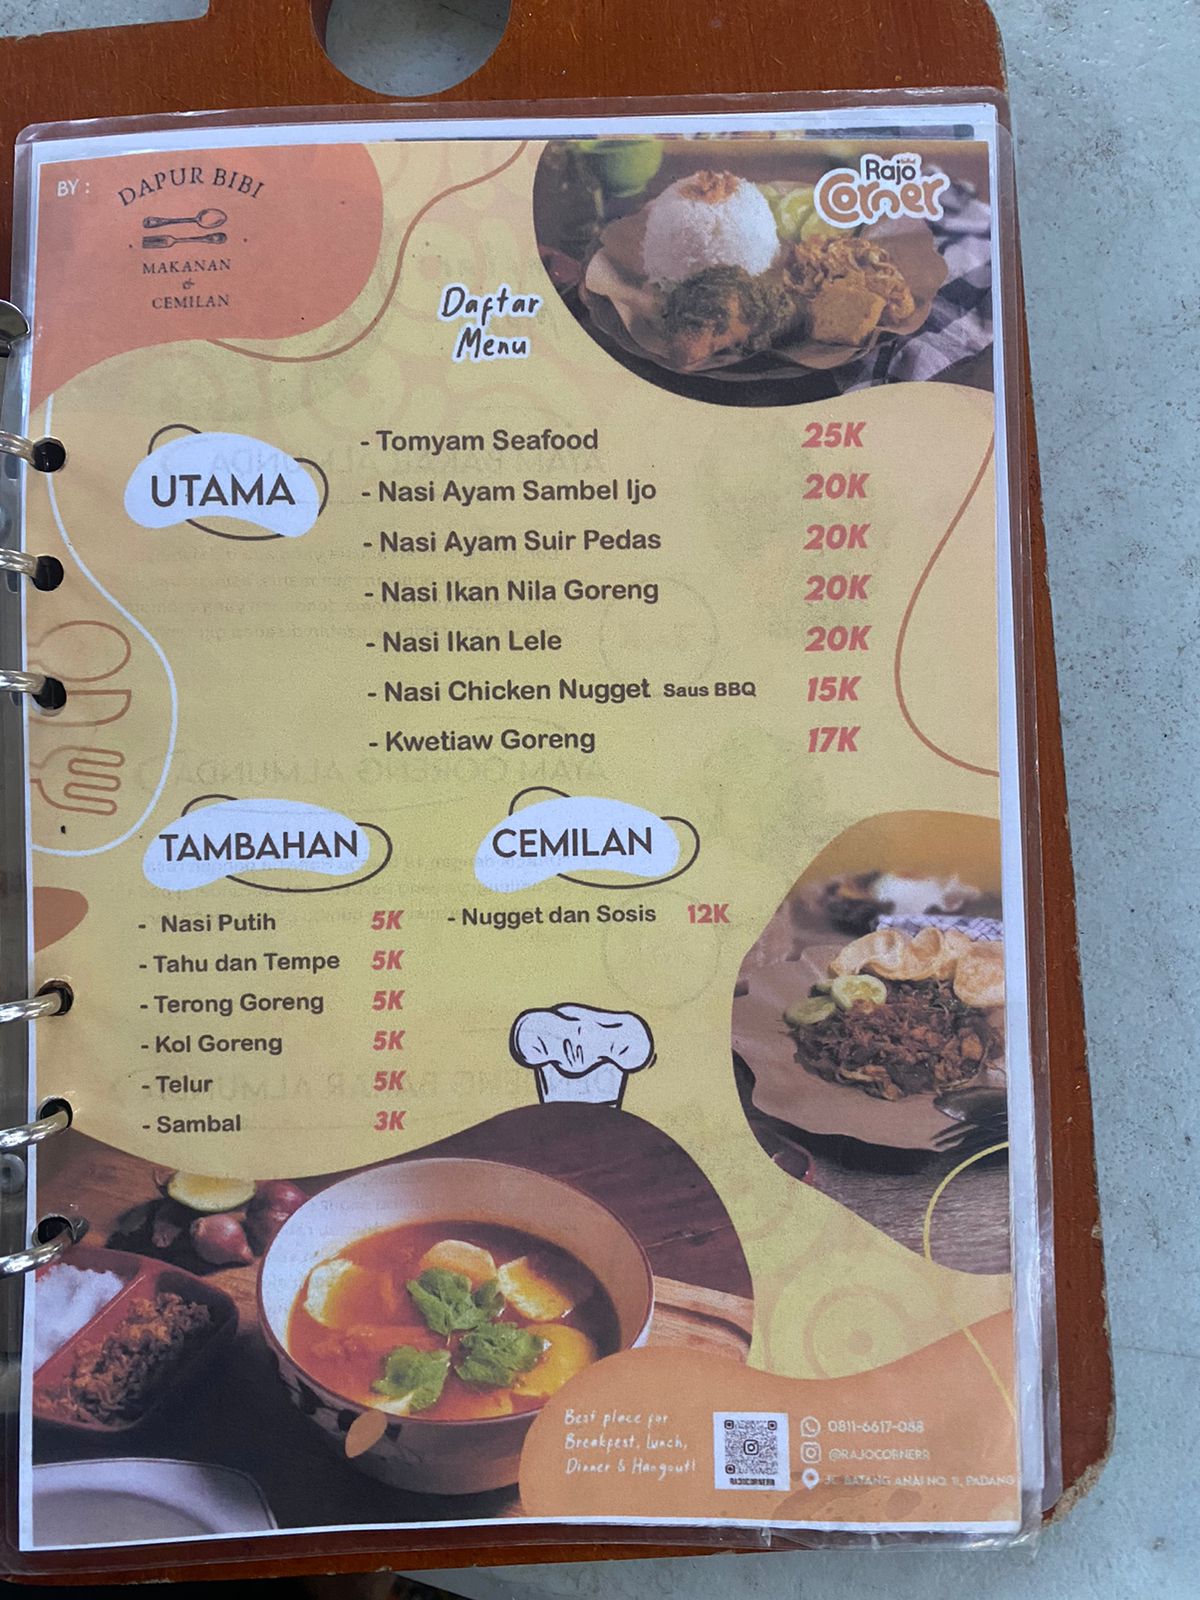 BY :
DAPUR BIBI
MAKANAN
&
CEMILAN
Rajo
Corner
Daftar
Menu
UTAMA
- Tomyam Seafood 25K
- Nasi Ayam Sambel Ijo 20K
- Nasi Ayam Suir Pedas 20K
- Nasi Ikan Nila Goreng 20K
- Nasi Ikan Lele 20K
- Nasi Chicken Nugget Saus BBQ 15K
- Kwetiaw Goreng 17K
TAMBAHAN
- Nasi Putih 5K
- Tahu dan Tempe 5K
- Terong Goreng 5K
- Kol Goreng 5K
- Telur 5K
- Sambal 3K
CEMILAN
- Nugget dan Sosis 12K
Best place for
Breakfest, Lunch,
Dinner & Hangout!
RAJOCORNERR
0811-6617-088
@RAJOCORNERR
JL. BATANG ANAI NO. 11, PADANG